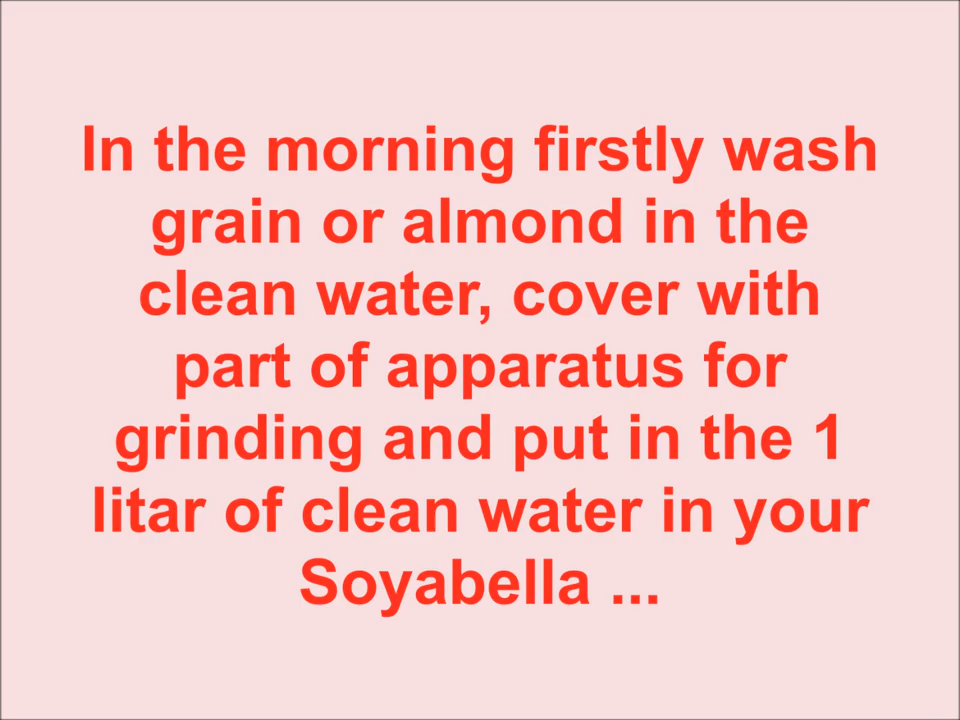 In the morning firstly wash
grain or almond in the
clean water, cover with
part of apparatus for
grinding and put in the 1
litar of clean water in your
Soyabella ...